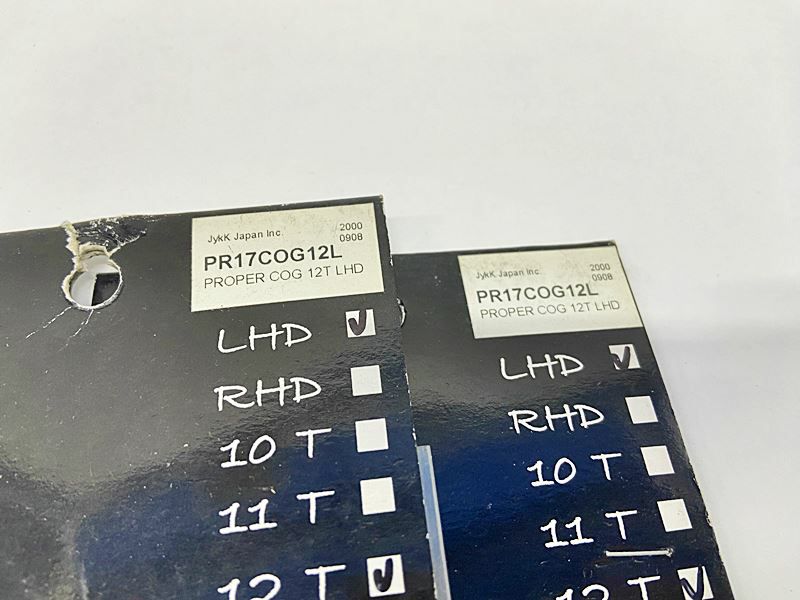 JykK Japan Inc. 2000
0908
PR17COG12L
PROPER COG 12T LHD
LHD
RHD
10 T
11 T
12 T
JykK Japan Inc. 2000
0908
PR17COG12L
PROPER COG 12T LHD
LHD
RHD
10 T
11 T
12 T